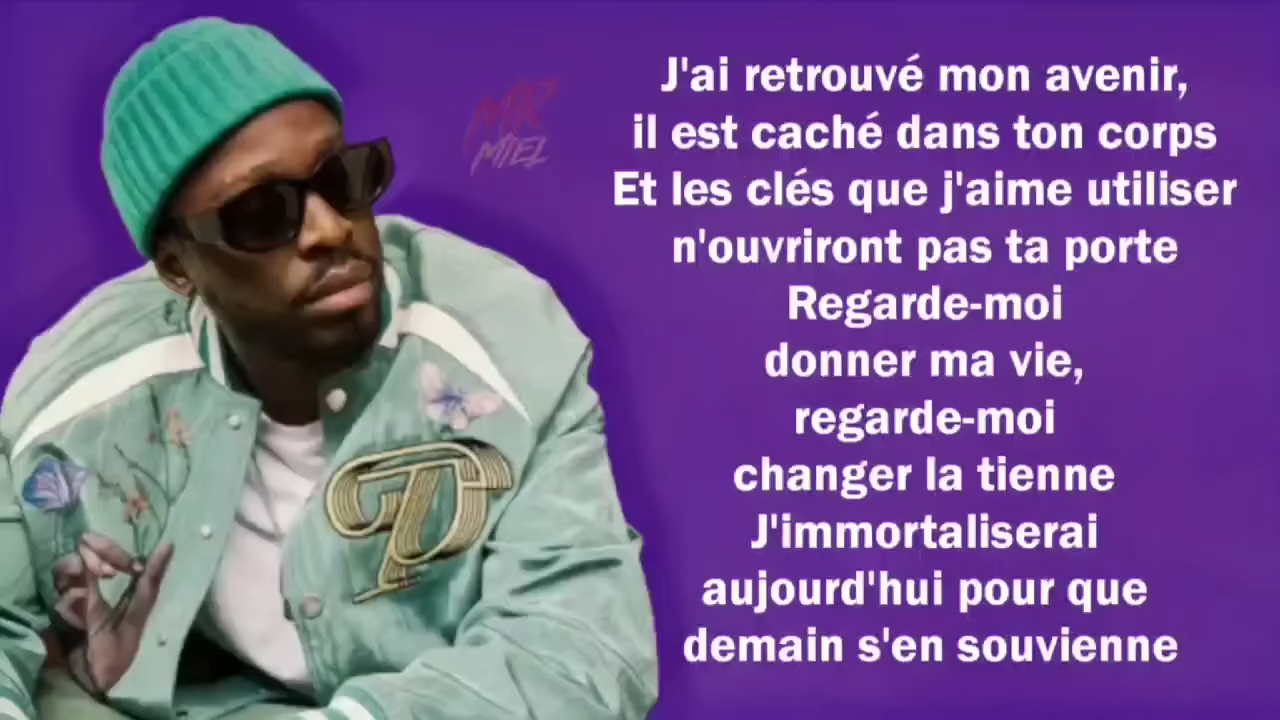 MR
MIEL
J'ai retrouvé mon avenir,
il est caché dans ton corps
Et les clés que j'aime utiliser
n'ouvriront pas ta porte
Regarde-moi
donner ma vie,
regarde-moi
changer la tienne
J'immortaliserai
aujourd'hui pour que
demain s'en souvienne